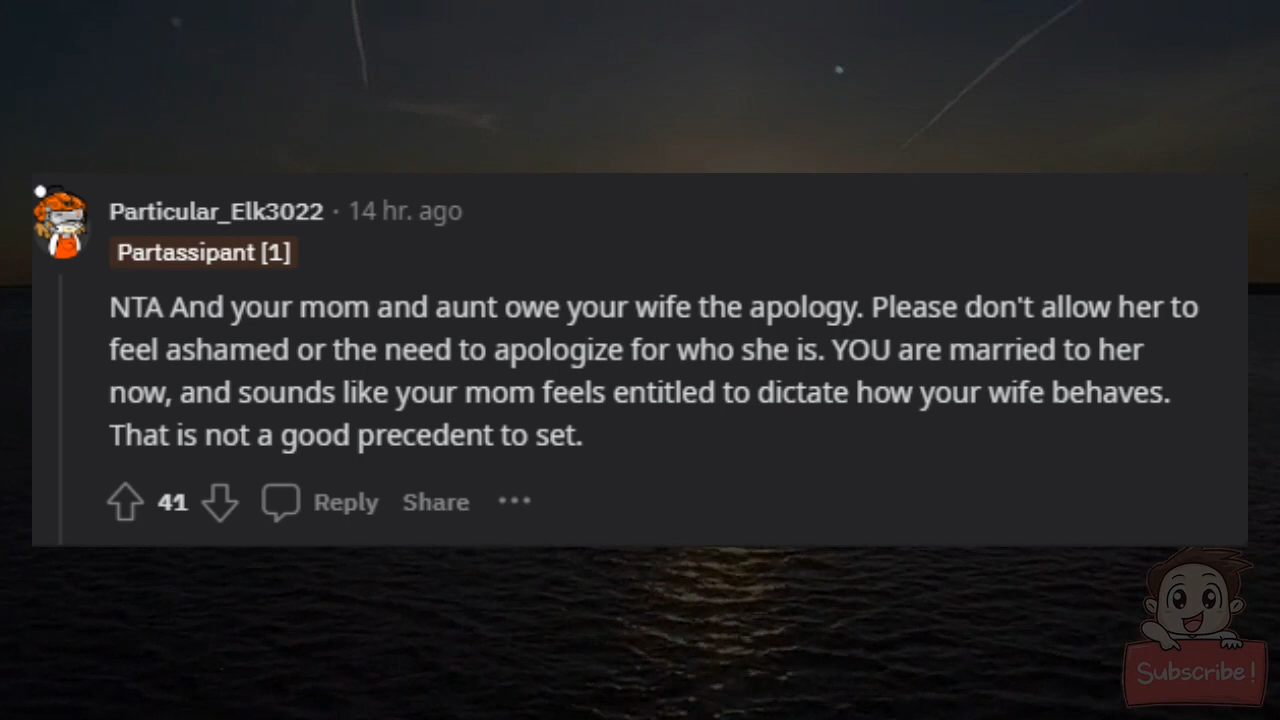 Particular_Elk3022 · 14 hr. ago
Partassipant [1]
NTA And your mom and aunt owe your wife the apology. Please don't allow her to
feel ashamed or the need to apologize for who she is. YOU are married to her
now, and sounds like your mom feels entitled to dictate how your wife behaves.
That is not a good precedent to set.
41 Reply Share ···
Subscribe!